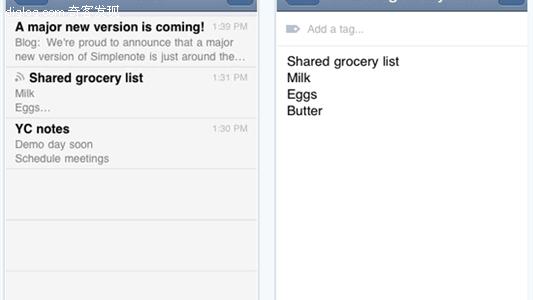 dialog.com 奇客发现
A major new version is coming! 1:39 PM
Blog: We're proud to announce that a major
new version of Simplenote is just around the…
Shared grocery list 1:31 PM
Milk
Eggs…
YC notes 1:30 PM
Demo day soon
Schedule meetings
Add a tag...
Shared grocery list
Milk
Eggs
Butter